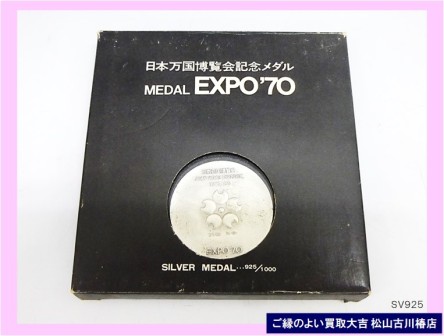 日本万国博覧会記念メダル
MEDAL EXPO'70
EXPO'70
SILVER MEDAL...925/1000
SV925
ご縁のよい買取大吉 松山古川椿店